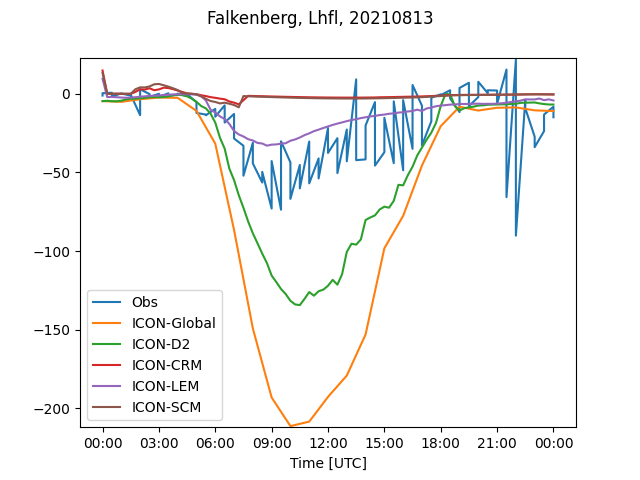 Falkenberg, Lhfl, 20210813
0
−50
−100
−150
−200
Obs
ICON-Global
ICON-D2
ICON-CRM
ICON-LEM
ICON-SCM
00:00 03:00 06:00 09:00 12:00 15:00 18:00 21:00 00:00
Time [UTC]